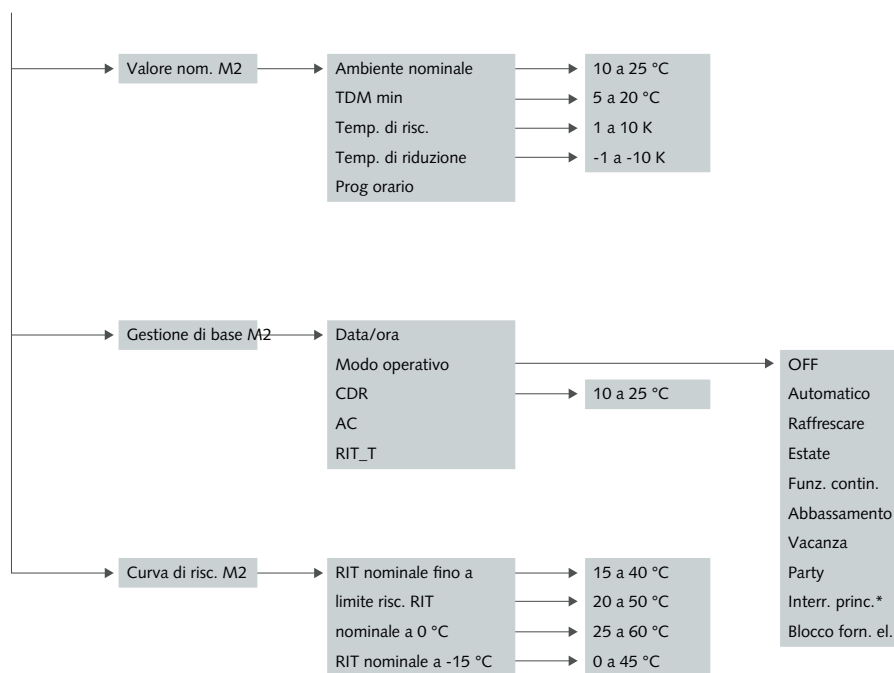 Valore nom. M2
Ambiente nominale
10 a 25 °C
TDM min
5 a 20 °C
Temp. di risc.
1 a 10 K
Temp. di riduzione
-1 a -10 K
Prog orario
Gestione di base M2
Data/ora
Modo operativo
CDR
10 a 25 °C
AC
RIT_T
OFF
Automatico
Raffrescare
Estate
Funz. contin.
Abbassamento
Vacanza
Party
Interr. princ.*
Blocco forn. el.
Curva di risc. M2
RIT nominale fino a
15 a 40 °C
limite risc. RIT
20 a 50 °C
nominale a 0 °C
25 a 60 °C
RIT nominale a -15 °C
0 a 45 °C